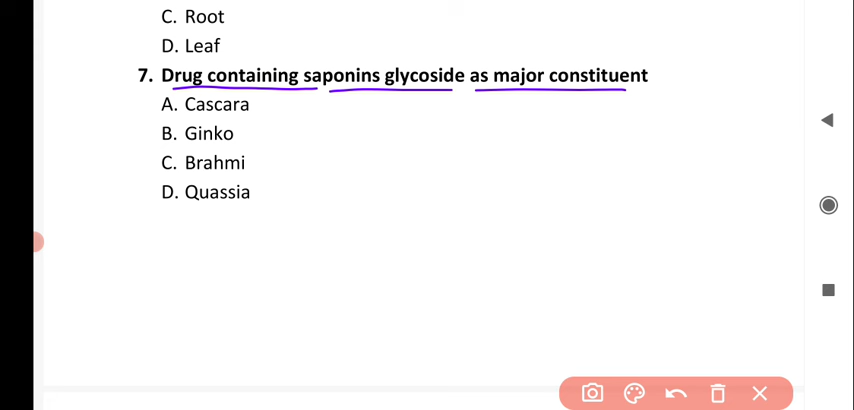 C. Root
D. Leaf
7. Drug containing saponins glycoside as major constituent
A. Cascara
B. Ginko
C. Brahmi
D. Quassia